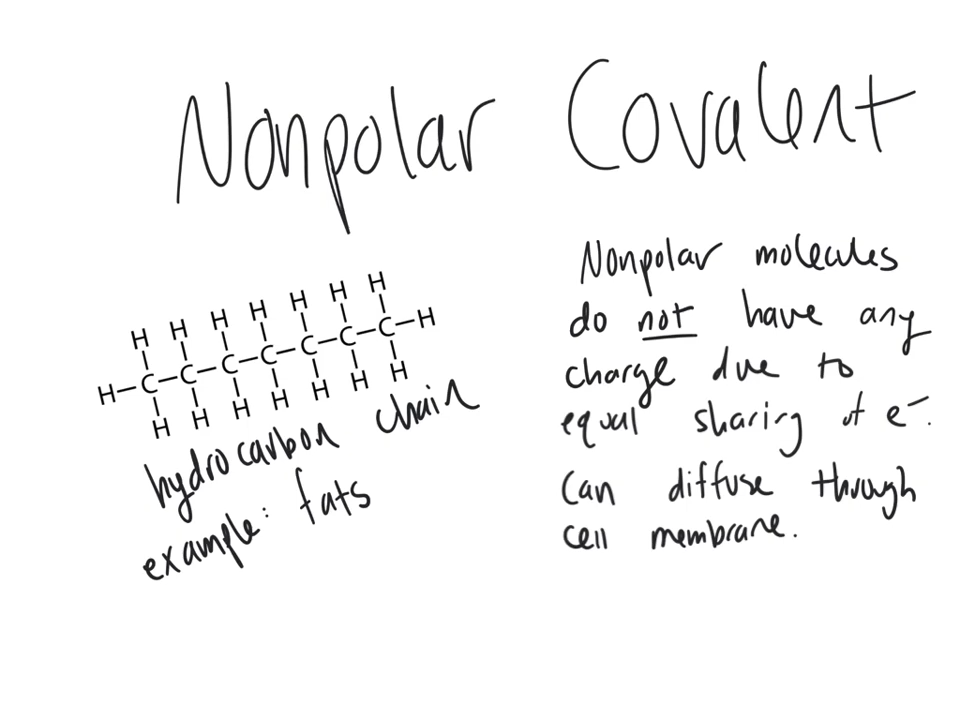 Nonpolar Covalent
H H H H H H H
H-C-C-C-C-C-C-C-H
H H H H H H H
hydrocarbon chain
example: fats
Nonpolar molecules
do not have any
charge due to
equal sharing of e⁻.
Can diffuse through
cell membrane.